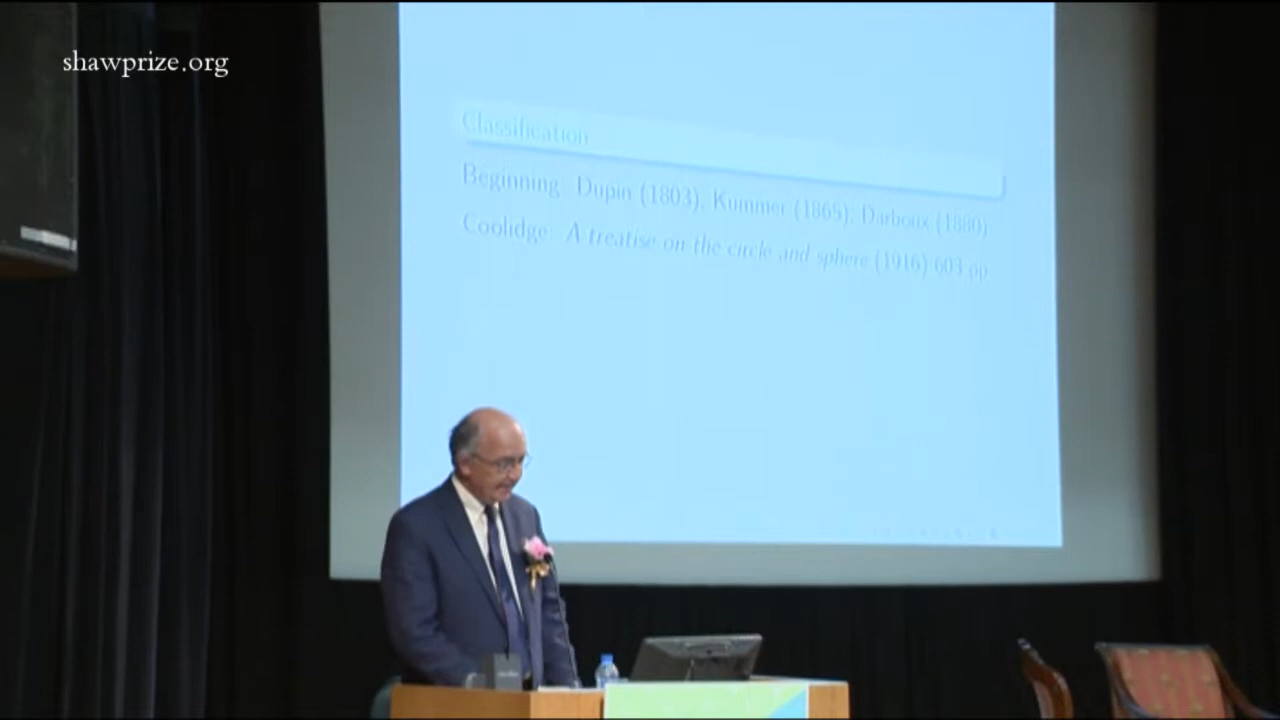 shawprize.org
Classification
Beginning: Dupin (1803), Kummer (1865), Darboux (1880)
Coolidge: A treatise on the circle and sphere (1916) 603 pp